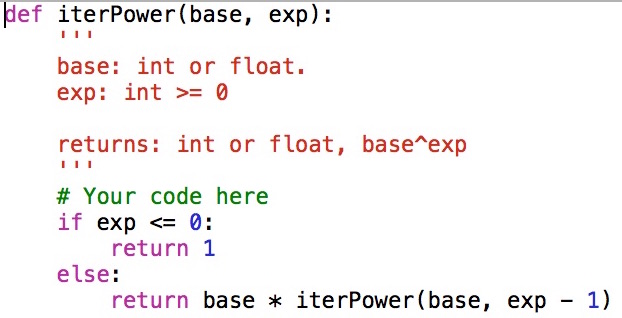 def iterPower(base, exp):
    '''
    base: int or float.
    exp: int >= 0

    returns: int or float, base^exp
    '''
    # Your code here
    if exp <= 0:
        return 1
    else:
        return base * iterPower(base, exp - 1)